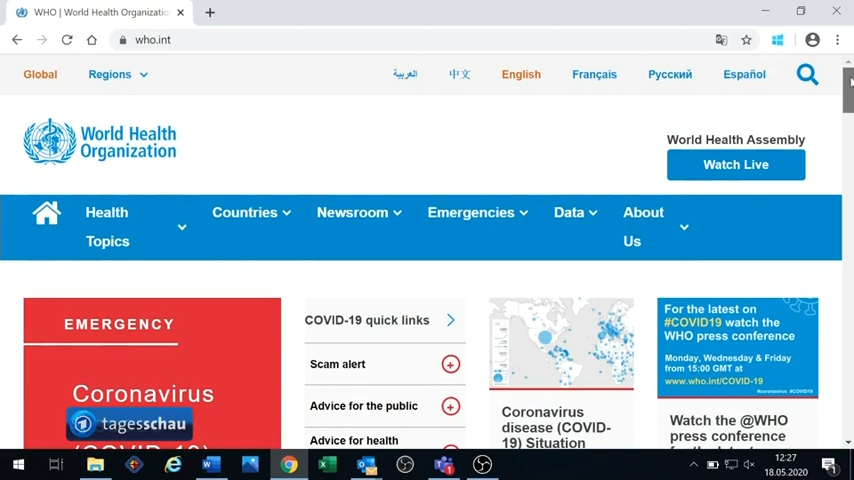 WHO | World Health Organizatio
who.int
Global
Regions
العربية
中文
English
Français
Русский
Español
World Health
Organization
World Health Assembly
Watch Live
Health
Topics
Countries
Newsroom
Emergencies
Data
About
Us
EMERGENCY
Coronavirus
(COVID-19)
tagesschau
COVID-19 quick links
Scam alert
Advice for the public
Advice for health
Coronavirus
disease (COVID-
19) Situation
For the latest on
#COVID19 watch the
WHO press conference
Monday, Wednesday & Friday
from 15:00 GMT at
www.who.int/COVID-19
#coronavirus #COVID19
Watch the @WHO
press conference
12:27
18.05.2020